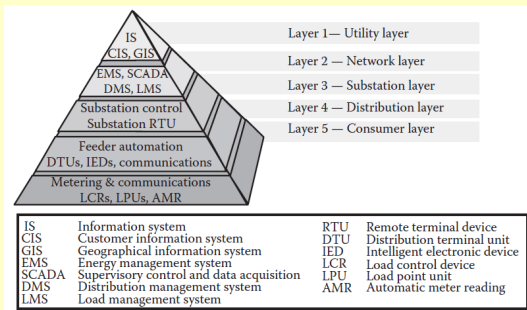 IS
CIS, GIS
EMS, SCADA
DMS, LMS
Substation control
Substation RTU
Feeder automation
DTUs, IEDs, communications
Metering & communications
LCRs, LPUs, AMR
Layer 1— Utility layer
Layer 2 — Network layer
Layer 3 — Substation layer
Layer 4 — Distribution layer
Layer 5 — Consumer layer
IS Information system
CIS Customer information system
GIS Geographical information system
EMS Energy management system
SCADA Supervisory control and data acquisition
DMS Distribution management system
LMS Load management system
RTU Remote terminal device
DTU Distribution terminal unit
IED Intelligent electronic device
LCR Load control device
LPU Load point unit
AMR Automatic meter reading